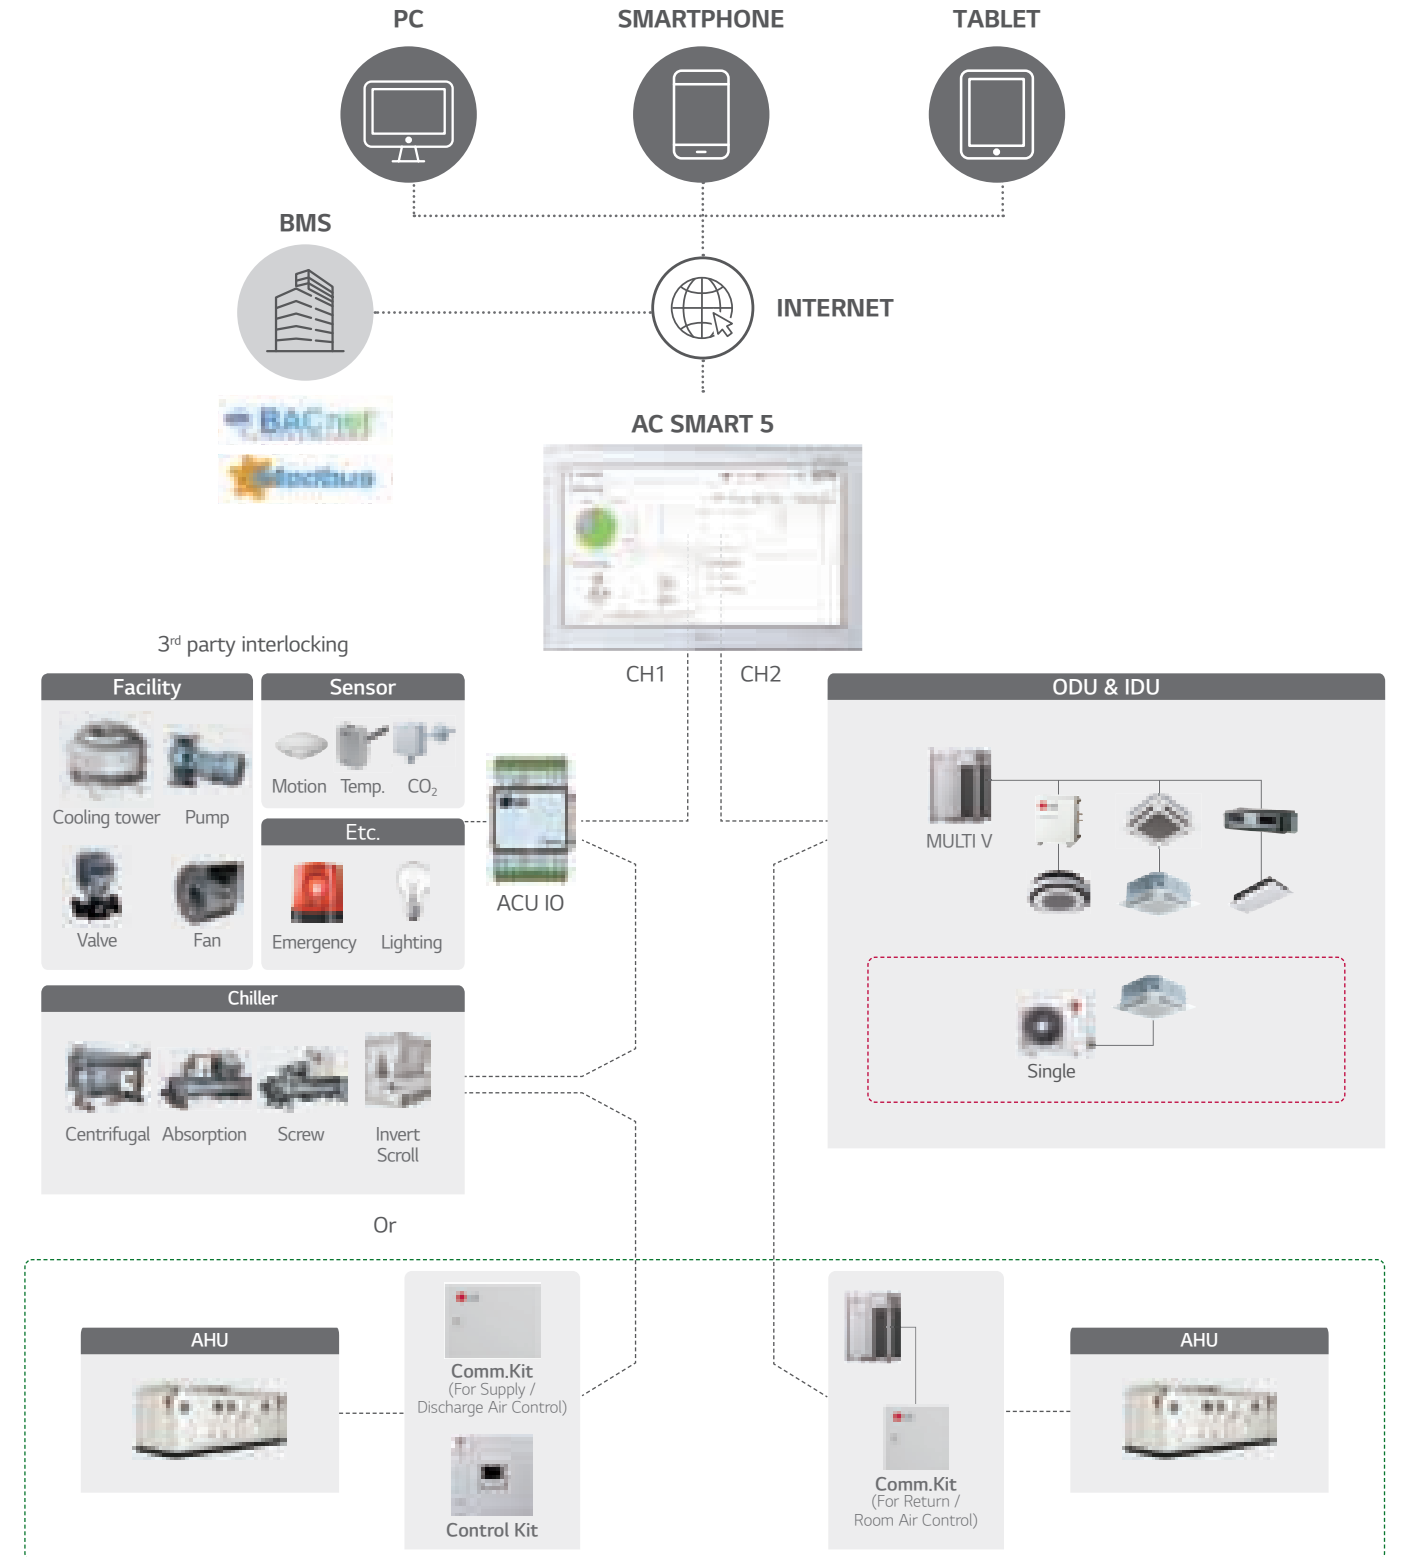 PC
SMARTPHONE
TABLET
BMS
INTERNET
BACnet
Modbus
AC SMART 5
3rd party interlocking
CH1
CH2
Facility
Sensor
ODU & IDU
Motion
Temp.
CO₂
Cooling tower
Pump
Etc.
MULTI V
ACU IO
Valve
Fan
Emergency
Lighting
Chiller
Single
Centrifugal
Absorption
Screw
Invert
Scroll
Or
AHU
Comm.Kit
(For Supply /
Discharge Air Control)
Control Kit
AHU
Comm.Kit
(For Return /
Room Air Control)